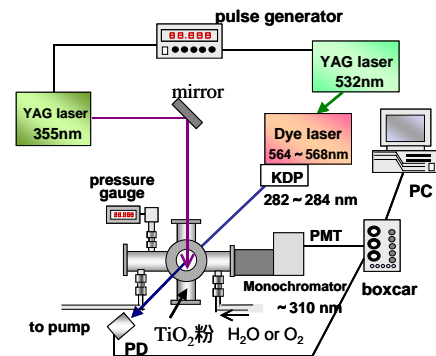 pulse generator
88.888
YAG laser
532nm
mirror
YAG laser
355nm
Dye laser
564 ~ 568nm
KDP
282 ~ 284 nm
PC
pressure
gauge
PMT
Monochromator
boxcar
~ 310 nm
to pump
TiO2粉
H2O or O2
PD